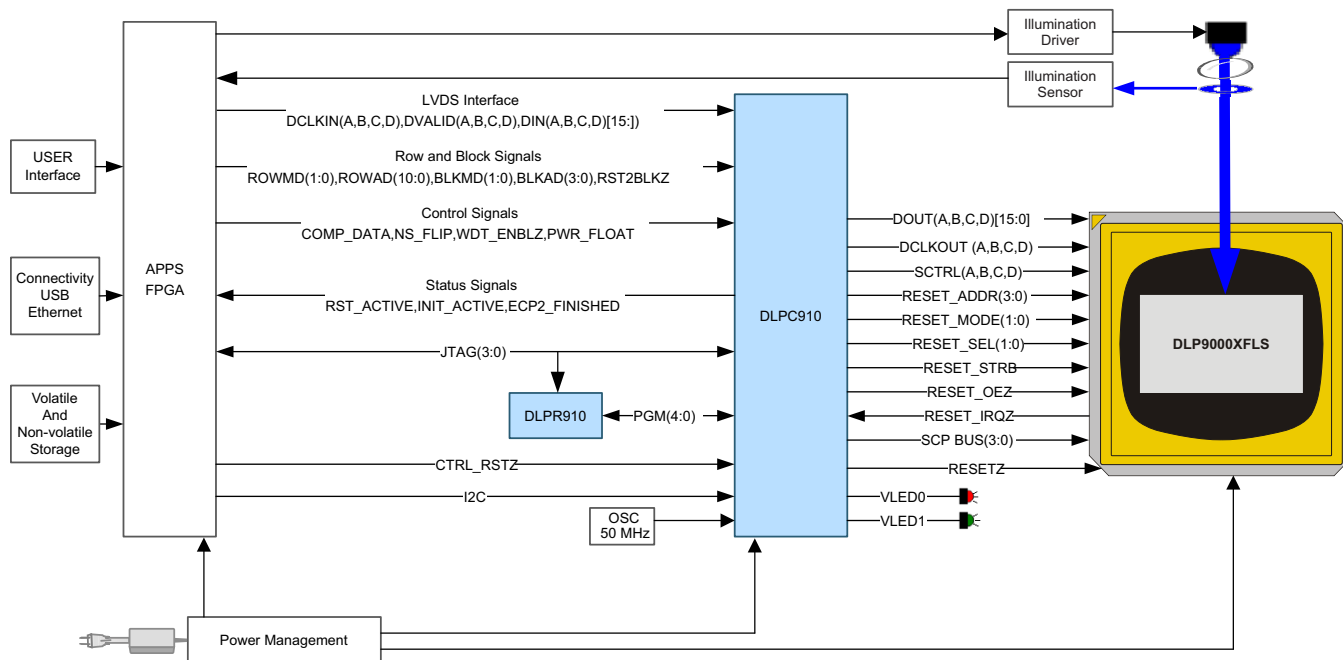 Illumination
Driver
Illumination
Sensor
LVDS Interface
DCLKIN(A,B,C,D),DVALID(A,B,C,D),DIN(A,B,C,D)[15:])
USER
Interface
Row and Block Signals
ROWMD(1:0),ROWAD(10:0),BLKMD(1:0),BLKAD(3:0),RST2BLKZ
Control Signals
COMP_DATA,NS_FLIP,WDT_ENBLZ,PWR_FLOAT
APPS
FPGA
Connectivity
USB
Ethernet
Status Signals
RST_ACTIVE,INIT_ACTIVE,ECP2_FINISHED
JTAG(3:0)
DLPR910
PGM(4:0)
Volatile
And
Non-volatile
Storage
CTRL_RSTZ
I2C
OSC
50 MHz
DLPC910
DOUT(A,B,C,D)[15:0]
DCLKOUT (A,B,C,D)
SCTRL(A,B,C,D)
RESET_ADDR(3:0)
RESET_MODE(1:0)
RESET_SEL(1:0)
RESET_STRB
RESET_OEZ
RESET_IRQZ
SCP BUS(3:0)
RESETZ
VLED0
VLED1
DLP9000XFLS
Power Management